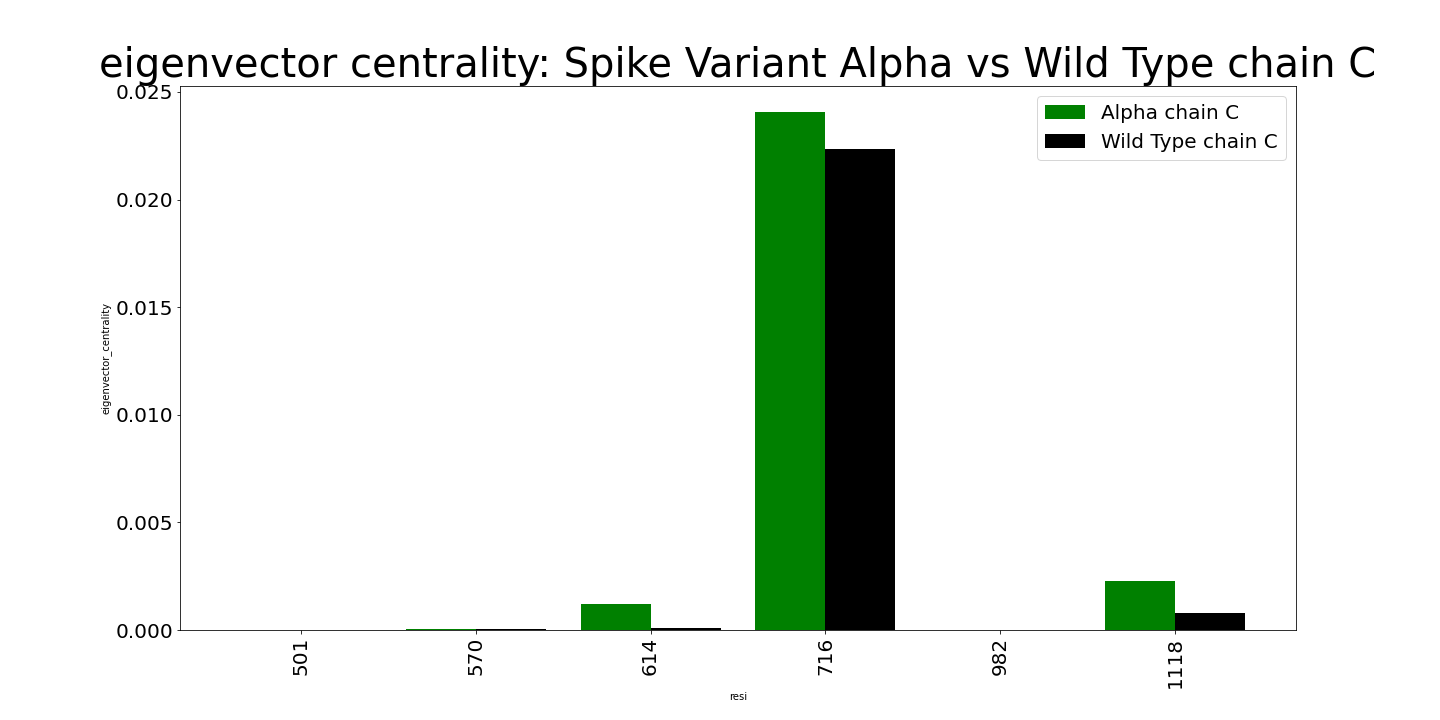 eigenvector centrality: Spike Variant Alpha vs Wild Type chain C
Alpha chain C
Wild Type chain C
eigenvector_centrality
0.025
0.020
0.015
0.010
0.005
0.000
501
570
614
716
982
1118
resi